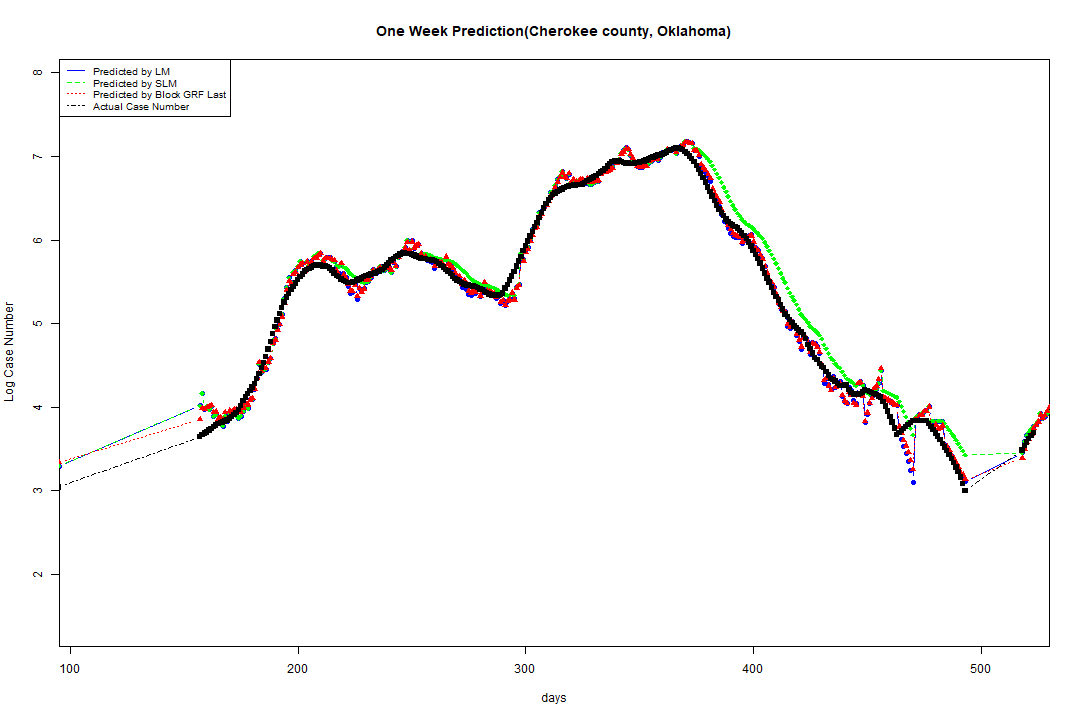 One Week Prediction(Cherokee county, Oklahoma)
Predicted by LM
Predicted by SLM
Predicted by Block GRF Last
Actual Case Number
8
7
6
5
4
3
2
Log Case Number
100 200 300 400 500
days